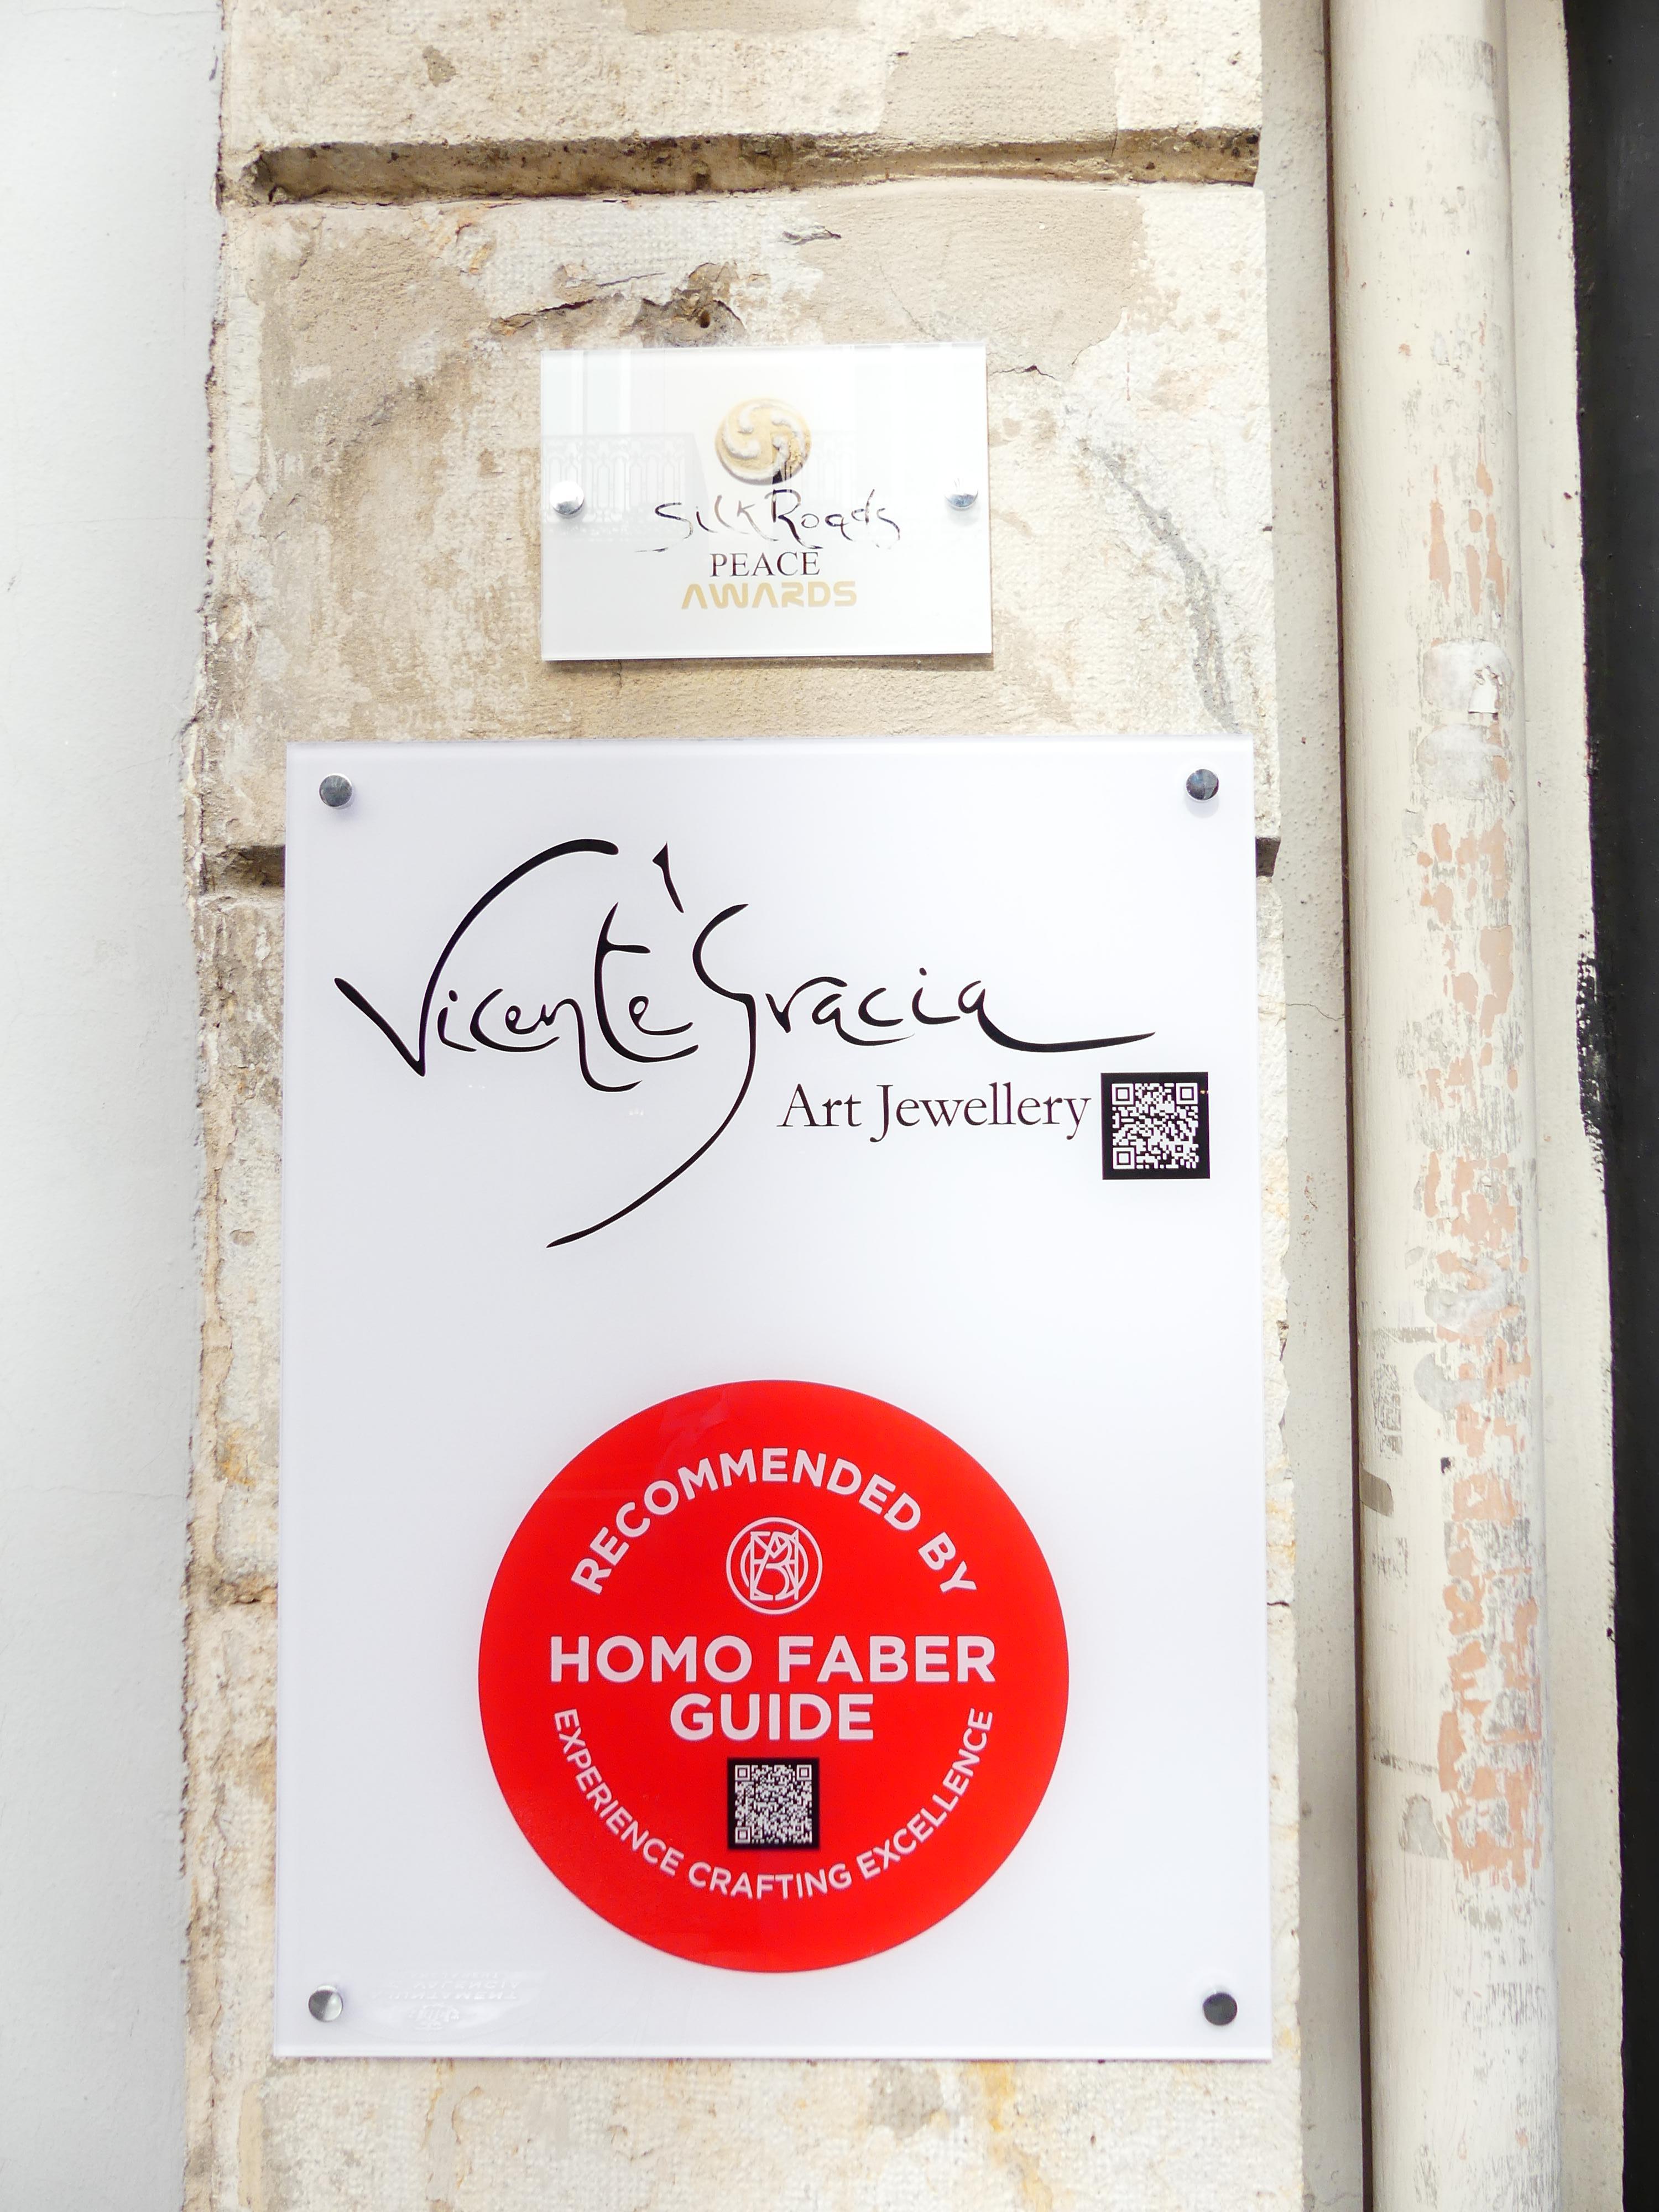 Silk Roads
PEACE
AWARDS
Vicente Gracia
Art Jewellery
RECOMMENDED BY
HOMO FABER
GUIDE
EXPERIENCE CRAFTING EXCELLENCE